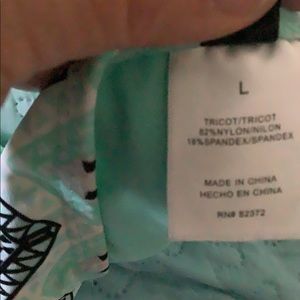 L
TRICOT/TRICOT
82%NYLON/NILON
18%SPANDEX/SPANDEX
MADE IN CHINA
HECHO EN CHINA
RN# 82372